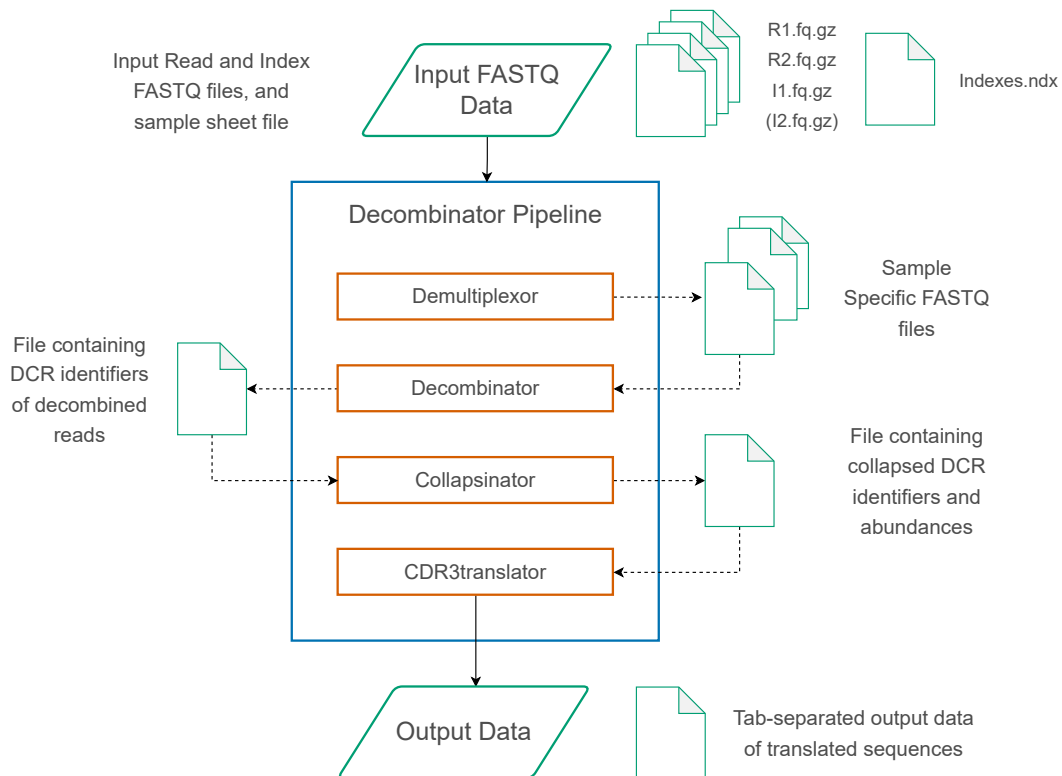 Input Read and Index
FASTQ files, and
sample sheet file
Input FASTQ
Data
R1.fq.gz
R2.fq.gz
I1.fq.gz
(I2.fq.gz)
Indexes.ndx
Decombinator Pipeline
Demultiplexor
Sample
Specific FASTQ
files
File containing
DCR identifiers
of decombined
reads
Decombinator
Collapsinator
File containing
collapsed DCR
identifiers and
abundances
CDR3translator
Output Data
Tab-separated output data
of translated sequences